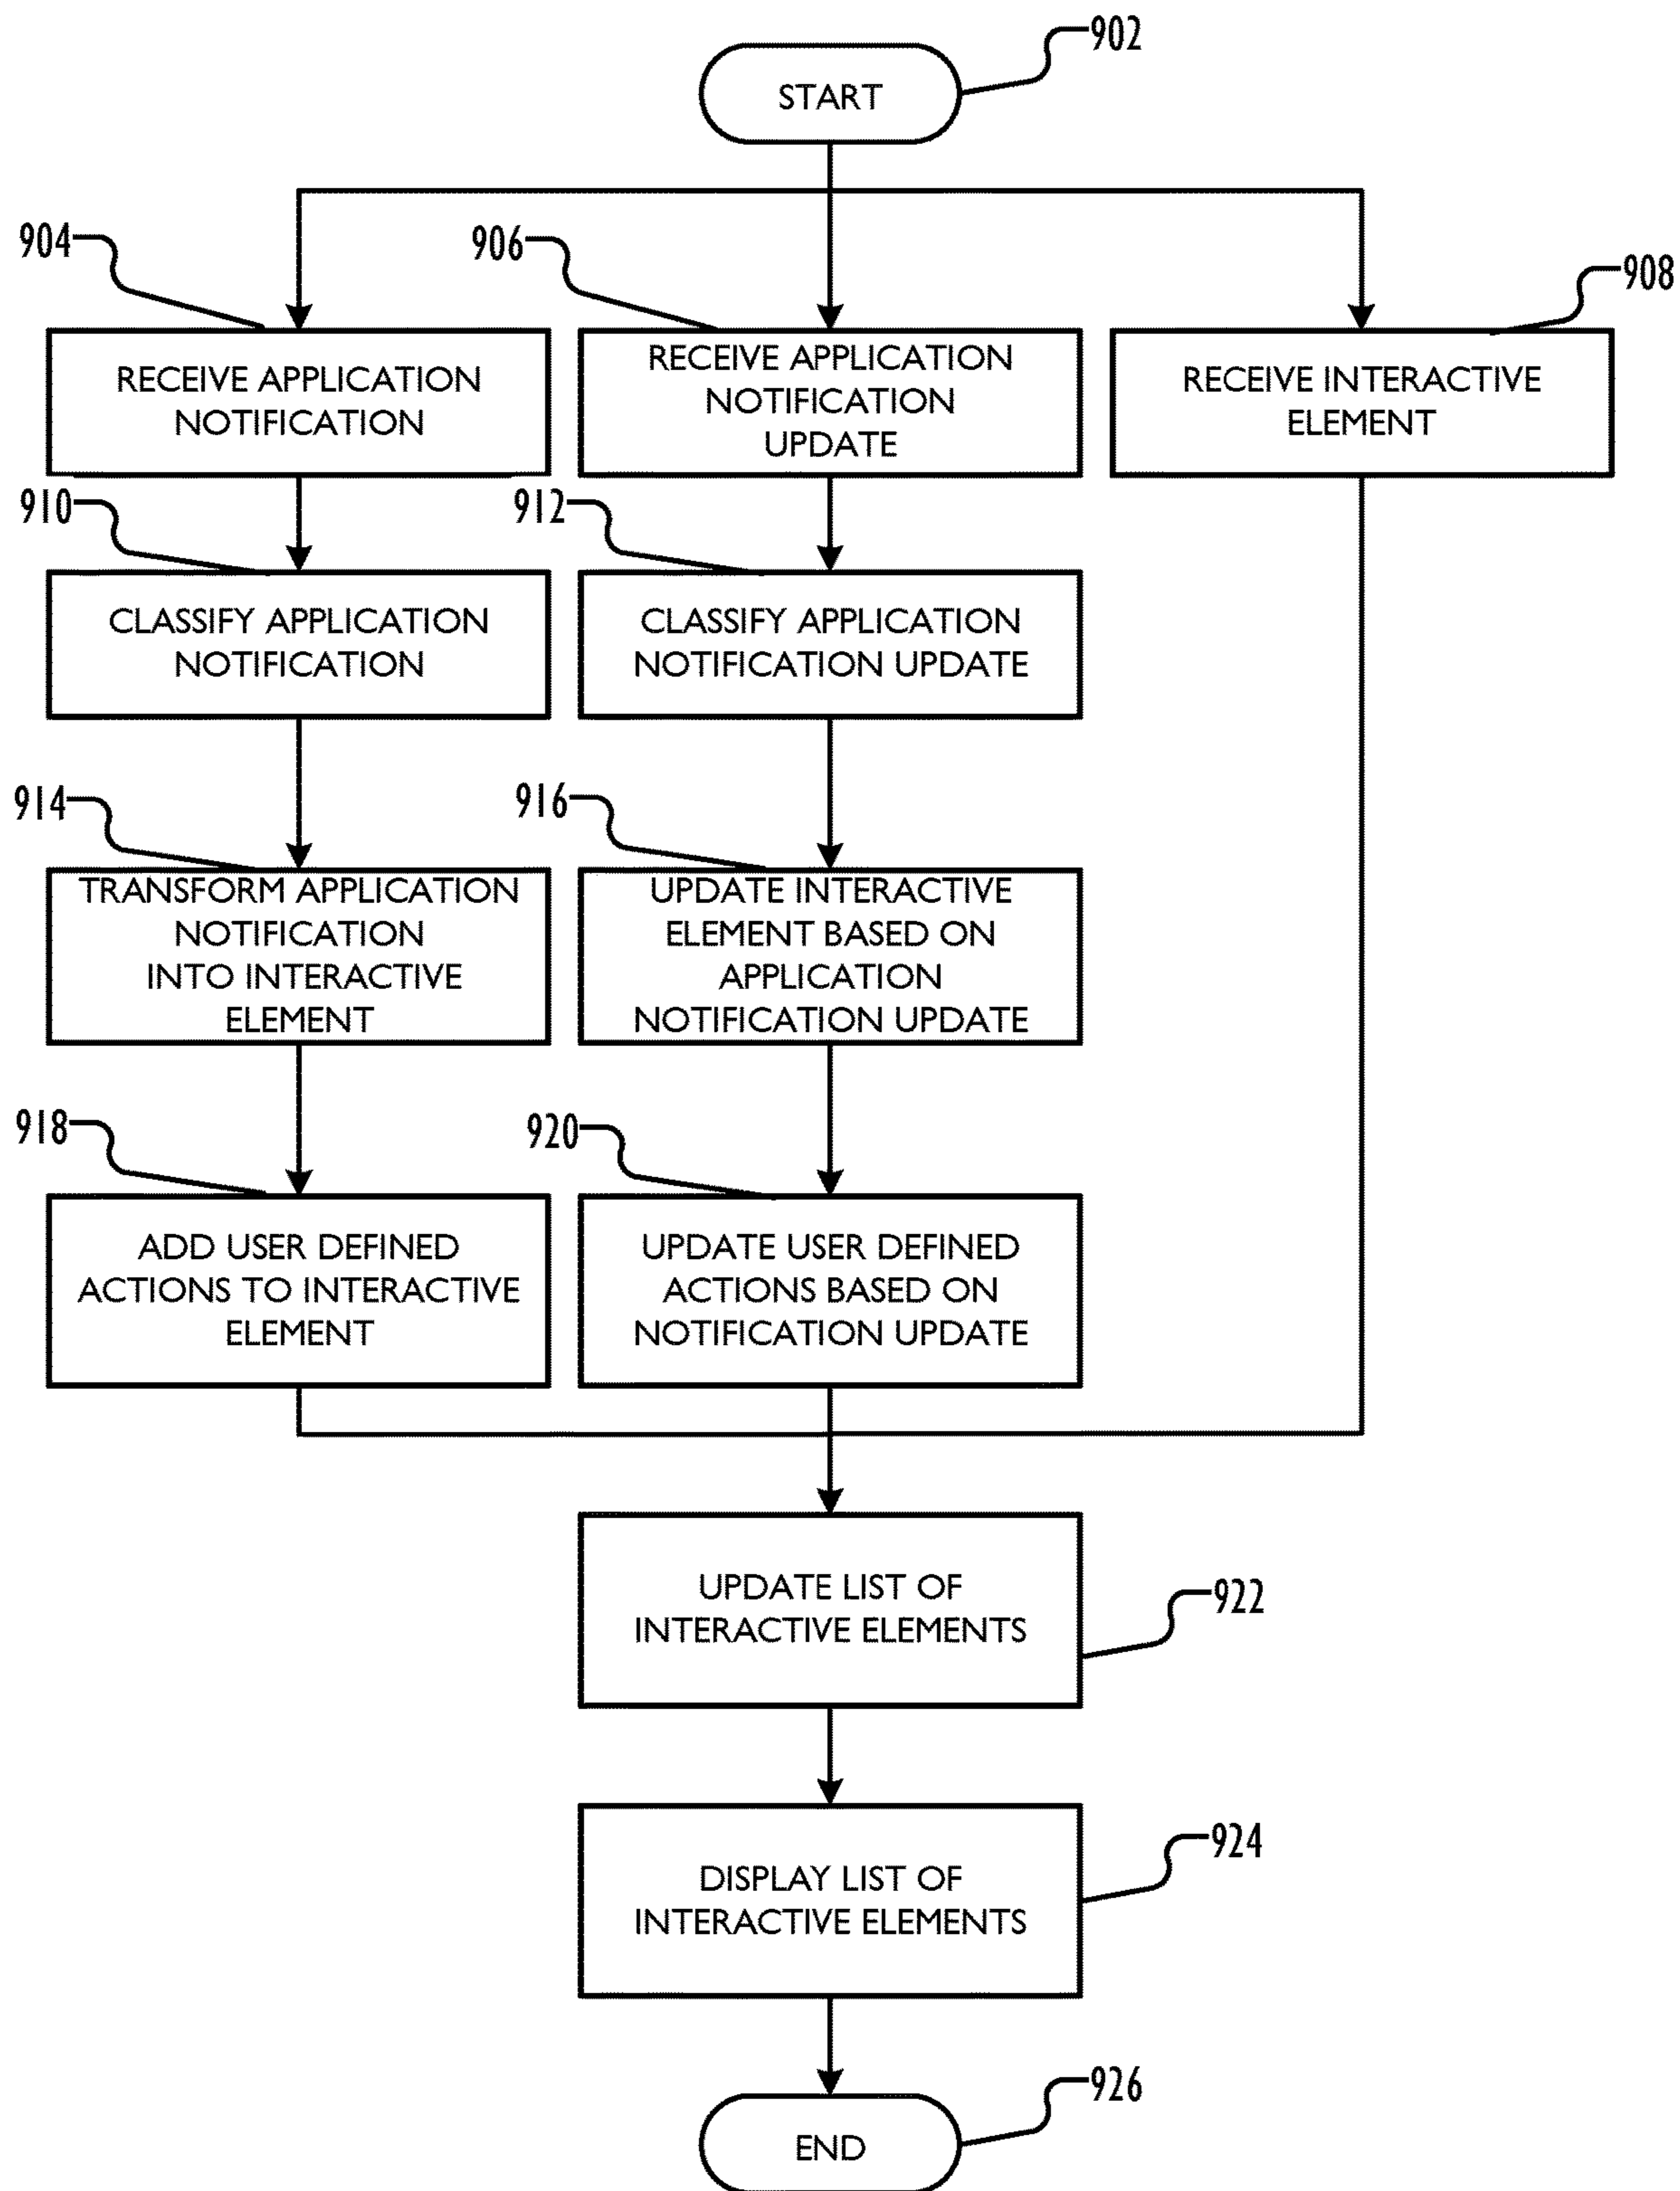 902
START
904
906
908
RECEIVE APPLICATION
NOTIFICATION
RECEIVE APPLICATION
NOTIFICATION
UPDATE
RECEIVE INTERACTIVE
ELEMENT
910
912
CLASSIFY APPLICATION
NOTIFICATION
CLASSIFY APPLICATION
NOTIFICATION UPDATE
914
916
TRANSFORM APPLICATION
NOTIFICATION
INTO INTERACTIVE
ELEMENT
UPDATE INTERACTIVE
ELEMENT BASED ON
APPLICATION
NOTIFICATION UPDATE
918
920
ADD USER DEFINED
ACTIONS TO INTERACTIVE
ELEMENT
UPDATE USER DEFINED
ACTIONS BASED ON
NOTIFICATION UPDATE
UPDATE LIST OF
INTERACTIVE ELEMENTS
922
DISPLAY LIST OF
INTERACTIVE ELEMENTS
924
926
END